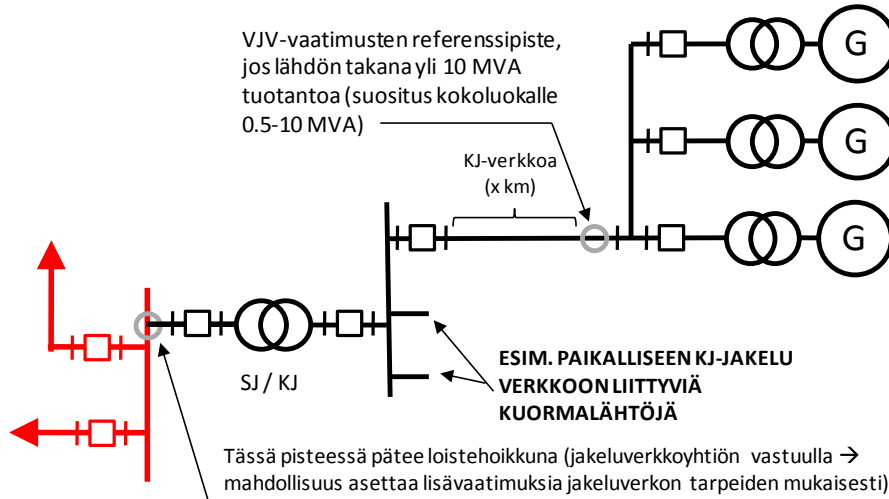 VJV-vaatimusten referenssipiste,
jos lähdön takana yli 10 MVA
tuotantoa (suositus kokoluokalle
0.5-10 MVA)
G
G
G
KJ-verkkoa
(x km)
SJ / KJ
ESIM. PAIKALLISEEN KJ-JAKELU
VERKKOON LIITTYVIÄ
KUORMALÄHTÖJÄ
Tässä pisteessä pätee loistehoikkuna (jakeluverkkoyhtiön vastuulla →
mahdollisuus asettaa lisävaatimuksia jakeluverkon tarpeiden mukaisesti)